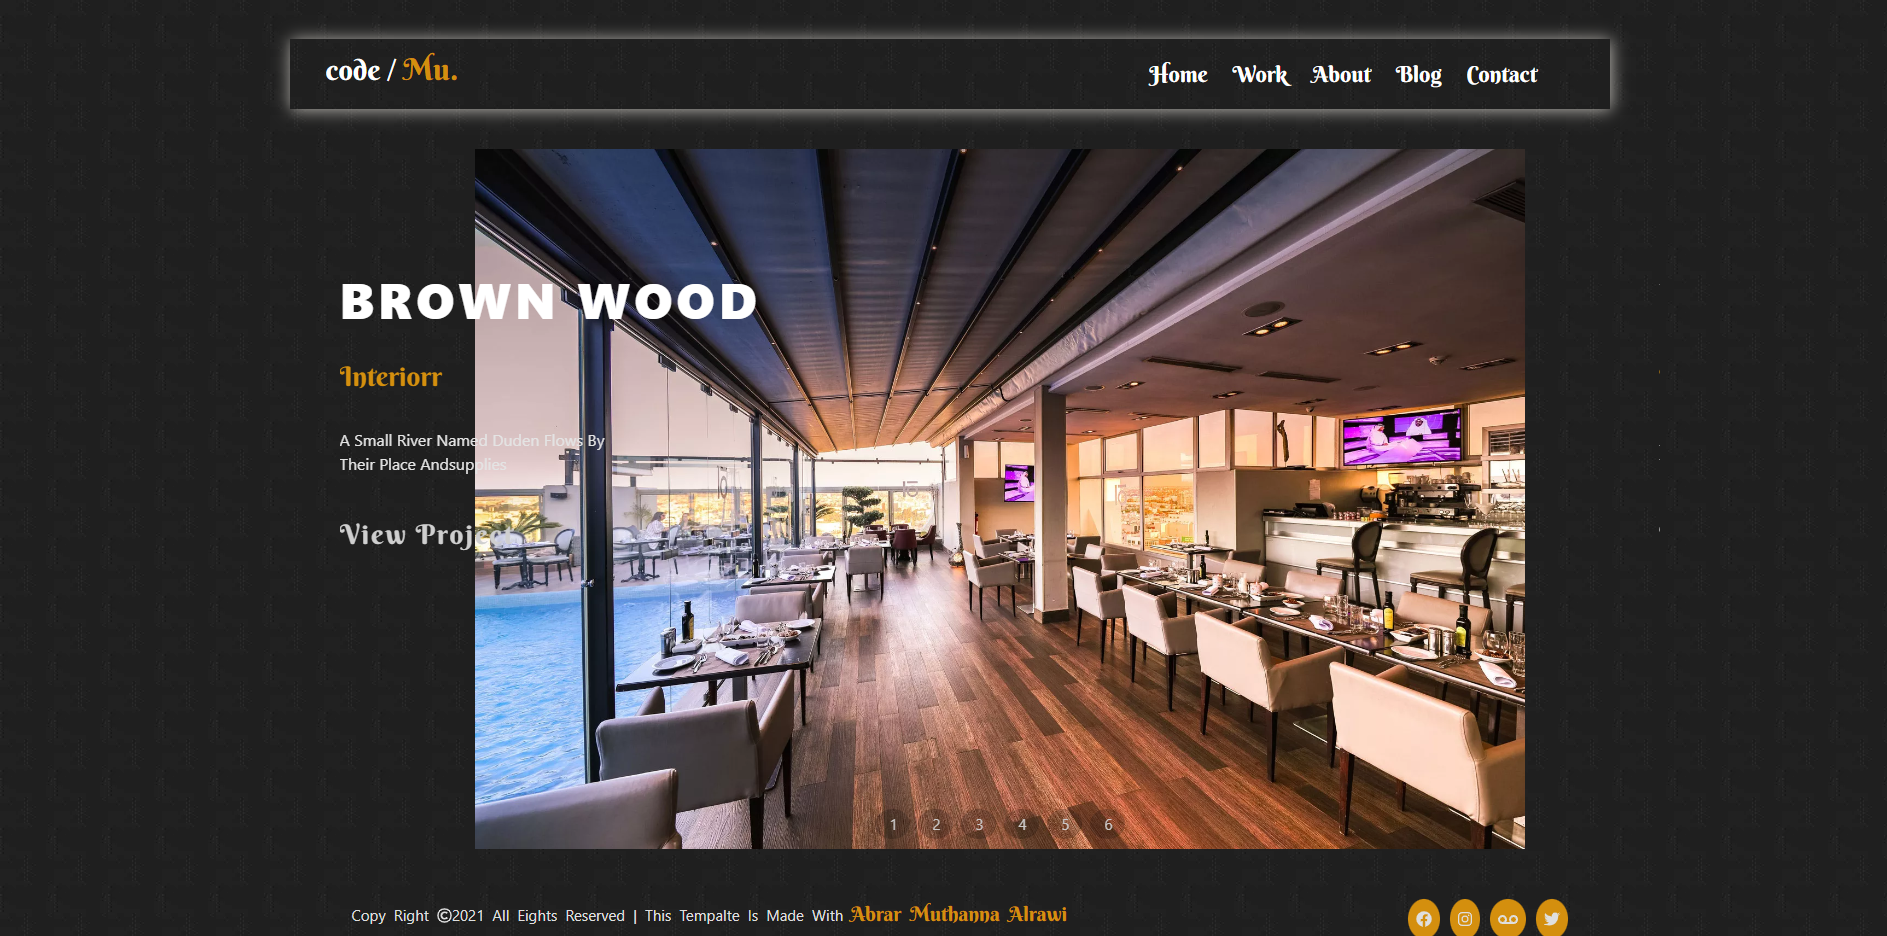 code / Mu.
Home Work About Blog Contact
BROWN WOOD
Interiorr
A Small River Named Duden Flows By
Their Place Andsupplies
View Project
1 2 3 4 5 6
Copy Right ©2021 All Eights Reserved | This Tempalte Is Made With Abrar Muthanna Alrawi